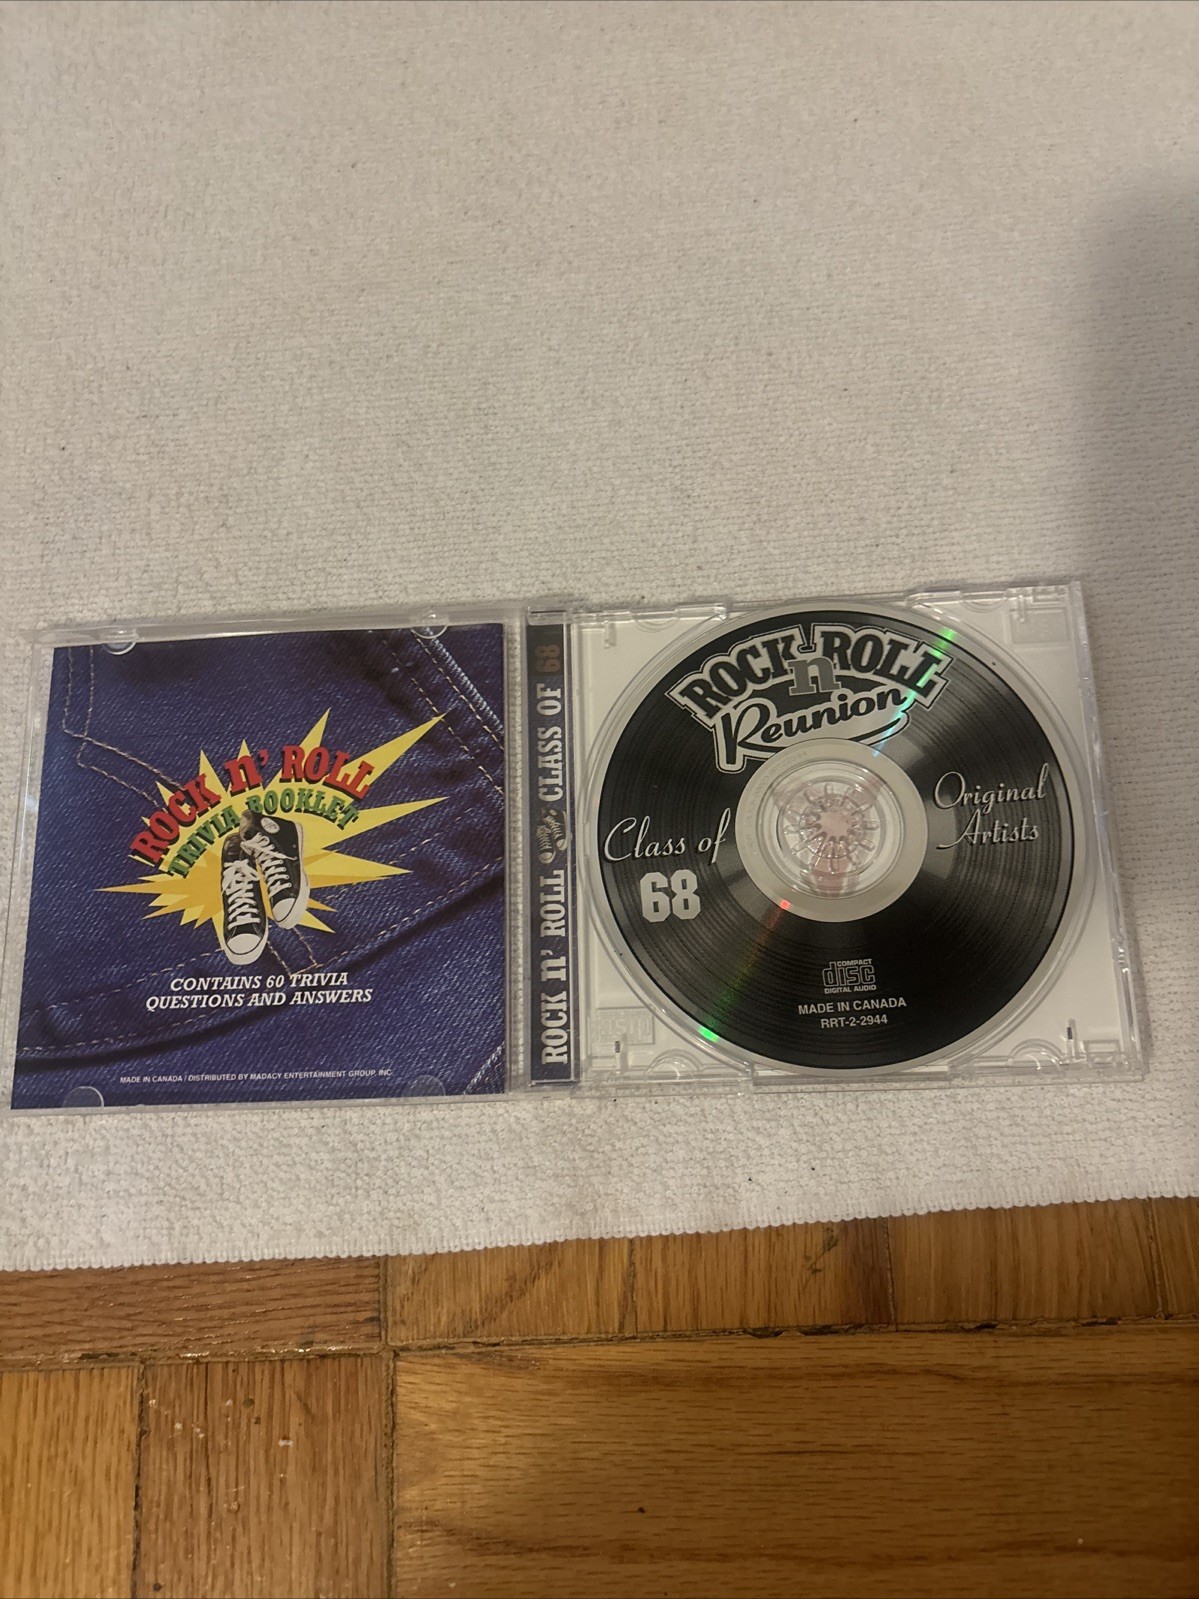 ROCK n' ROLL
TRIVIA BOOKLET
CONTAINS 60 TRIVIA
QUESTIONS AND ANSWERS
MADE IN CANADA / DISTRIBUTED BY MADACY ENTERTAINMENT GROUP, INC.
ROCK n' ROLL CLASS OF 68
ROCK n ROLL
Reunion
Class of
68
Original
Artists
COMPACT
disc
DIGITAL AUDIO
MADE IN CANADA
RRT-2-2944